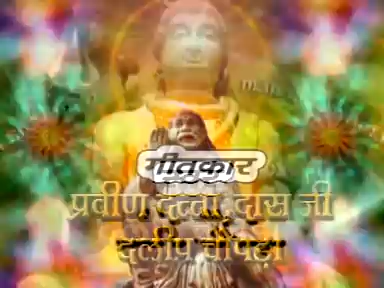 गीतकार
प्रवीण दत्ता दास जी
दलीप चौपड़ा